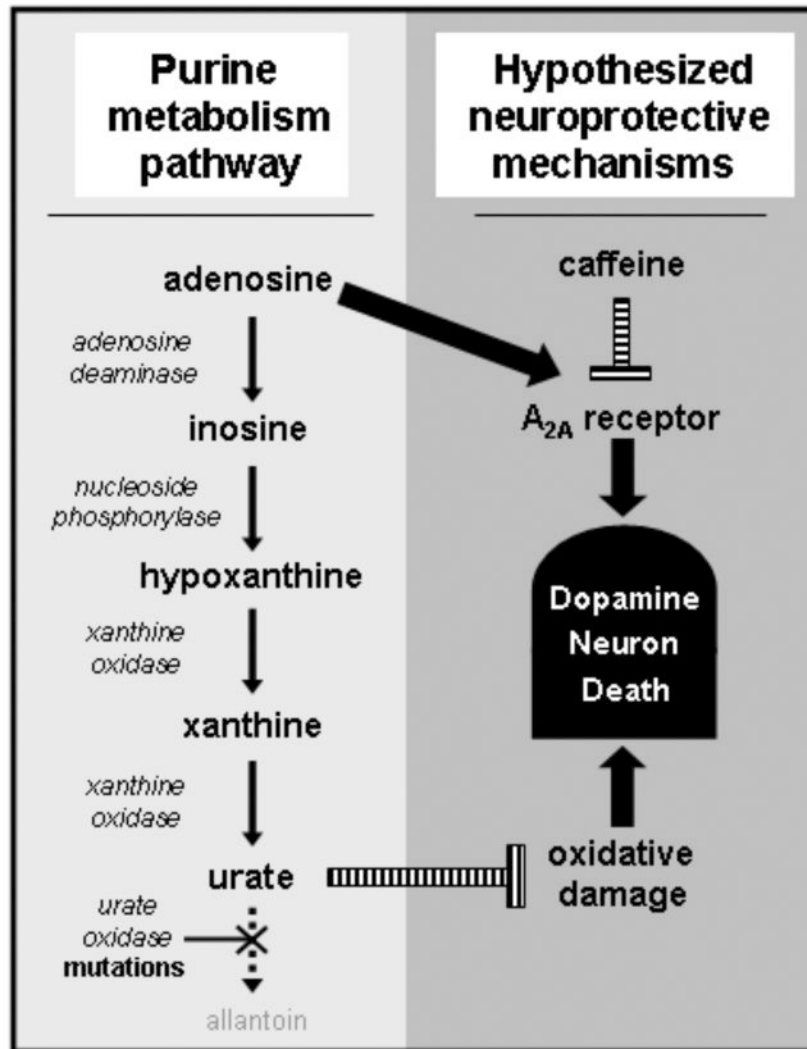 Purine
metabolism
pathway
adenosine
adenosine
deaminase
inosine
nucleoside
phosphorylase
hypoxanthine
xanthine
oxidase
xanthine
xanthine
oxidase
urate
urate
oxidase
mutations
allantoin
Hypothesized
neuroprotective
mechanisms
caffeine
A2A receptor
Dopamine
Neuron
Death
oxidative
damage